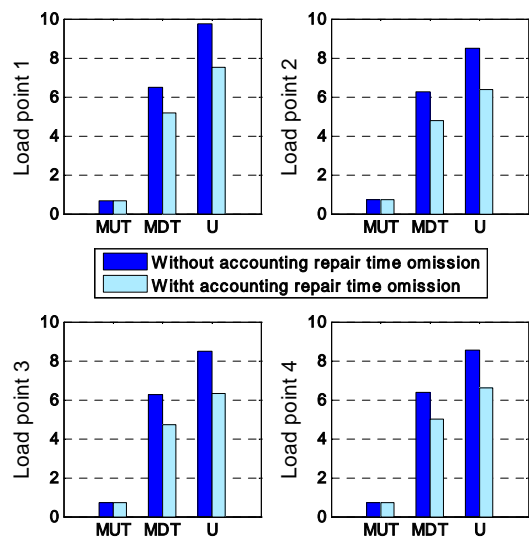 10
8
6
4
2
0
Load point 1
MUT MDT U
10
8
6
4
2
0
Load point 2
MUT MDT U
Without accounting repair time omission
Witht accounting repair time omission
10
8
6
4
2
0
Load point 3
MUT MDT U
10
8
6
4
2
0
Load point 4
MUT MDT U